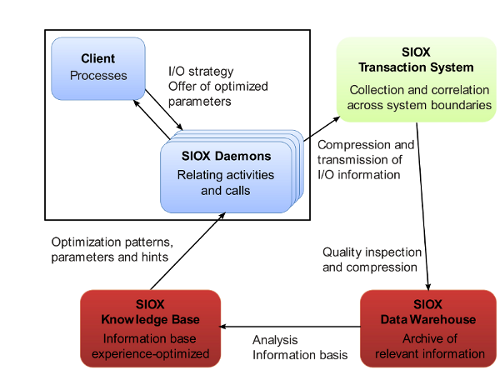 Client
Processes
I/O strategy
Offer of optimized
parameters
SIOX
Transaction System
Collection and correlation
across system boundaries
SIOX Daemons
Relating activities
and calls
Compression and
transmission of
I/O information
Optimization patterns,
parameters and hints
Quality inspection
and compression
SIOX
Knowledge Base
Information base
experience-optimized
Analysis
Information basis
SIOX
Data Warehouse
Archive of
relevant information